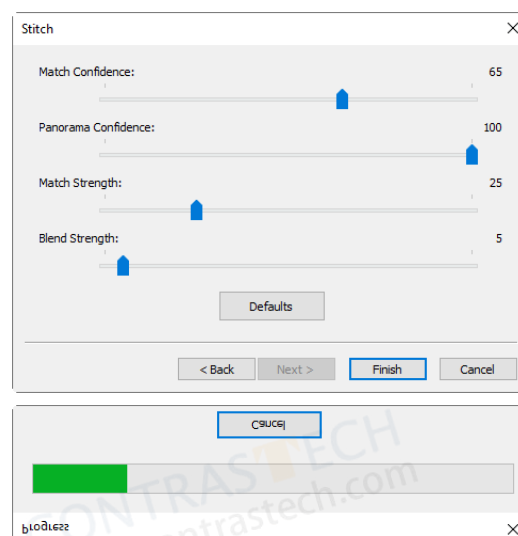 Stitch
Match Confidence: 65
Panorama Confidence: 100
Match Strength: 25
Blend Strength: 5
Defaults
< Back Next > Finish Cancel
Cancel
CONTRASTECH
contrastech.com
Progress